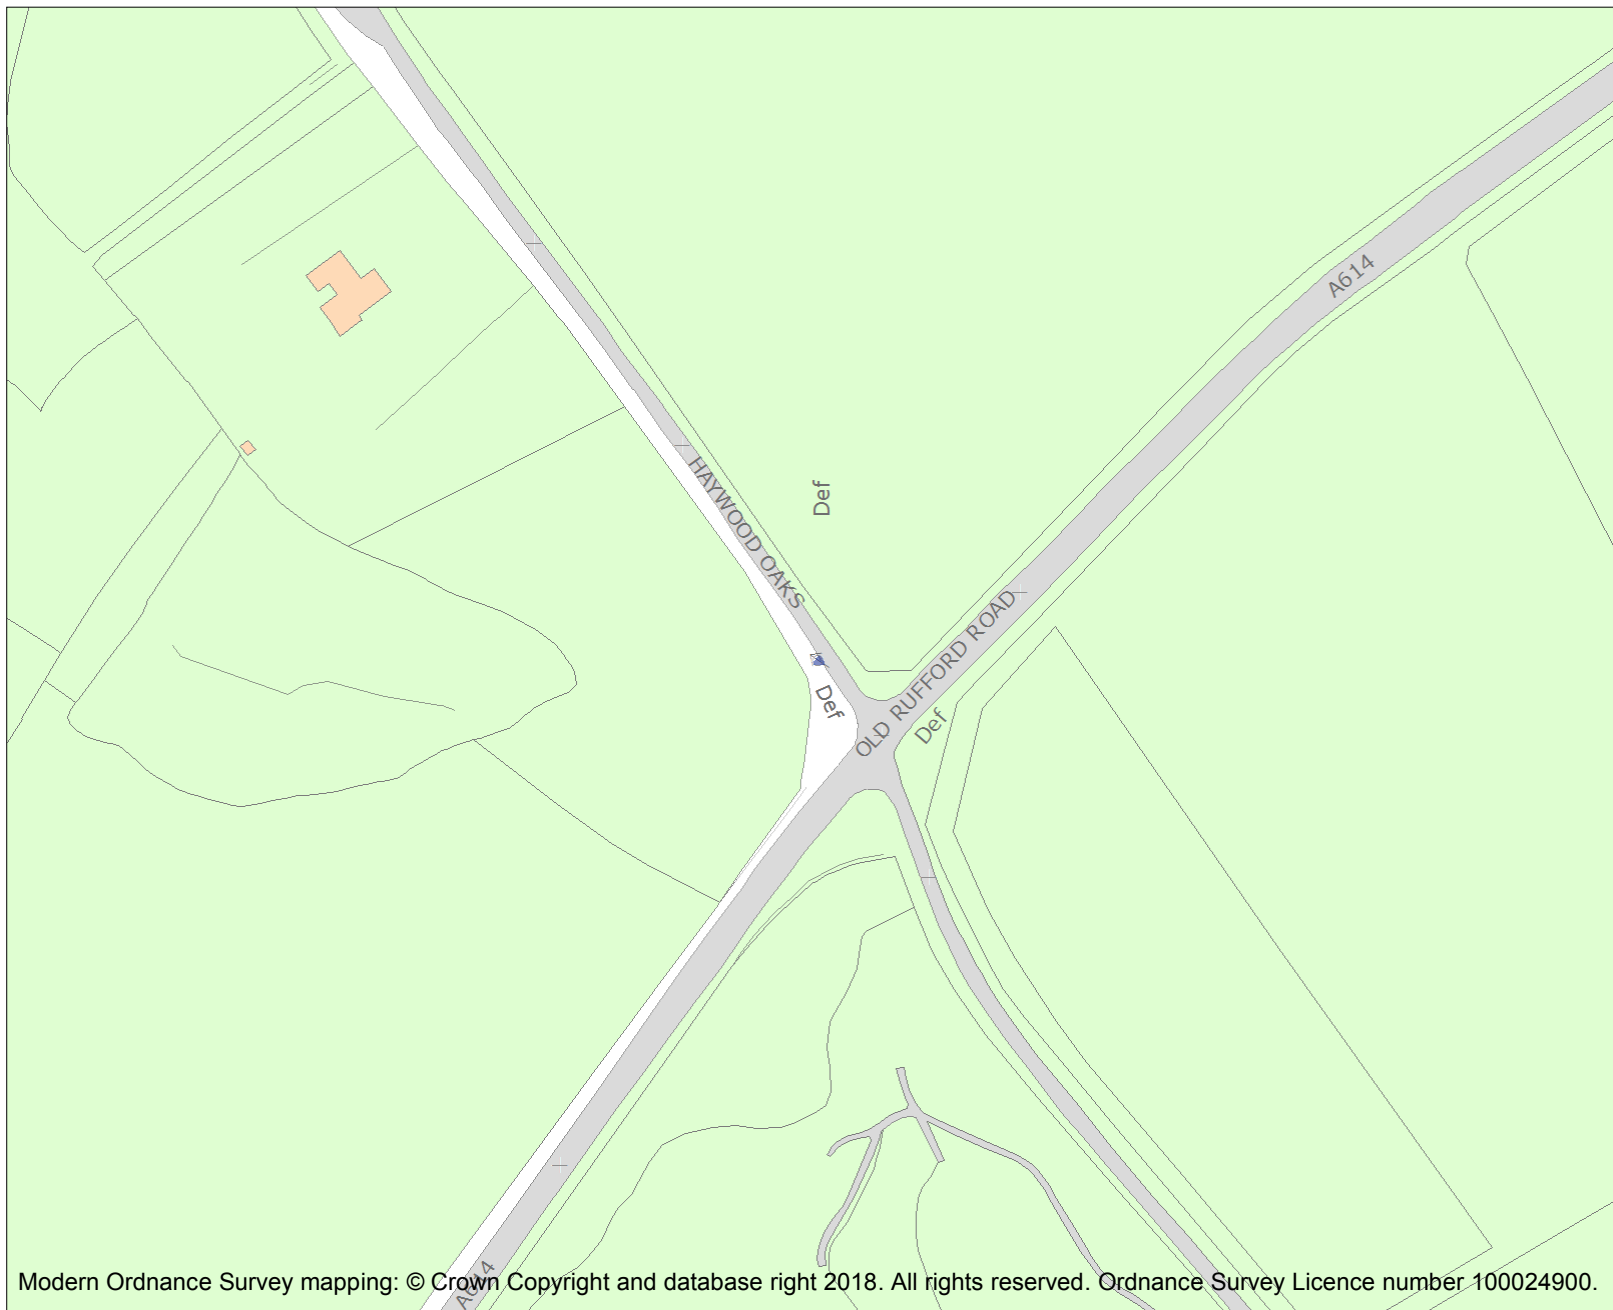 A614
Def
HAYWOOD OAKS
OLD RUFFORD ROAD
Def
Def
A614
Modern Ordnance Survey mapping: © Crown Copyright and database right 2018. All rights reserved. Ordnance Survey Licence number 100024900.